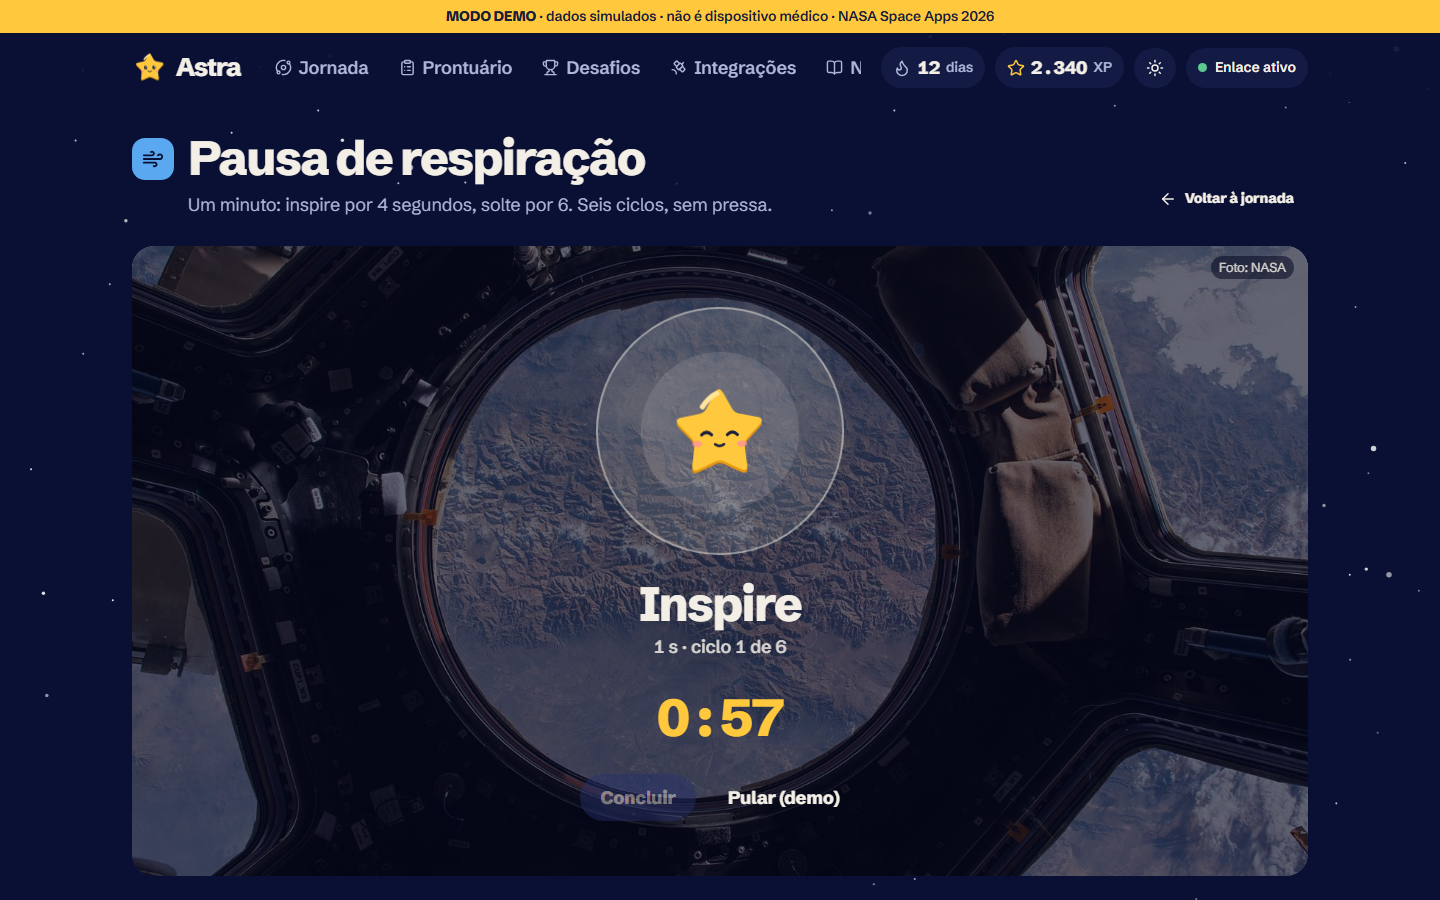 MODO DEMO · dados simulados · não é dispositivo médico · NASA Space Apps 2026
Astra
Jornada
Prontuário
Desafios
Integrações
N
12 dias
2.340 XP
Enlace ativo
Pausa de respiração
Um minuto: inspire por 4 segundos, solte por 6. Seis ciclos, sem pressa.
Voltar à jornada
Foto: NASA
Inspire
1 s · ciclo 1 de 6
0:57
Concluir
Pular (demo)